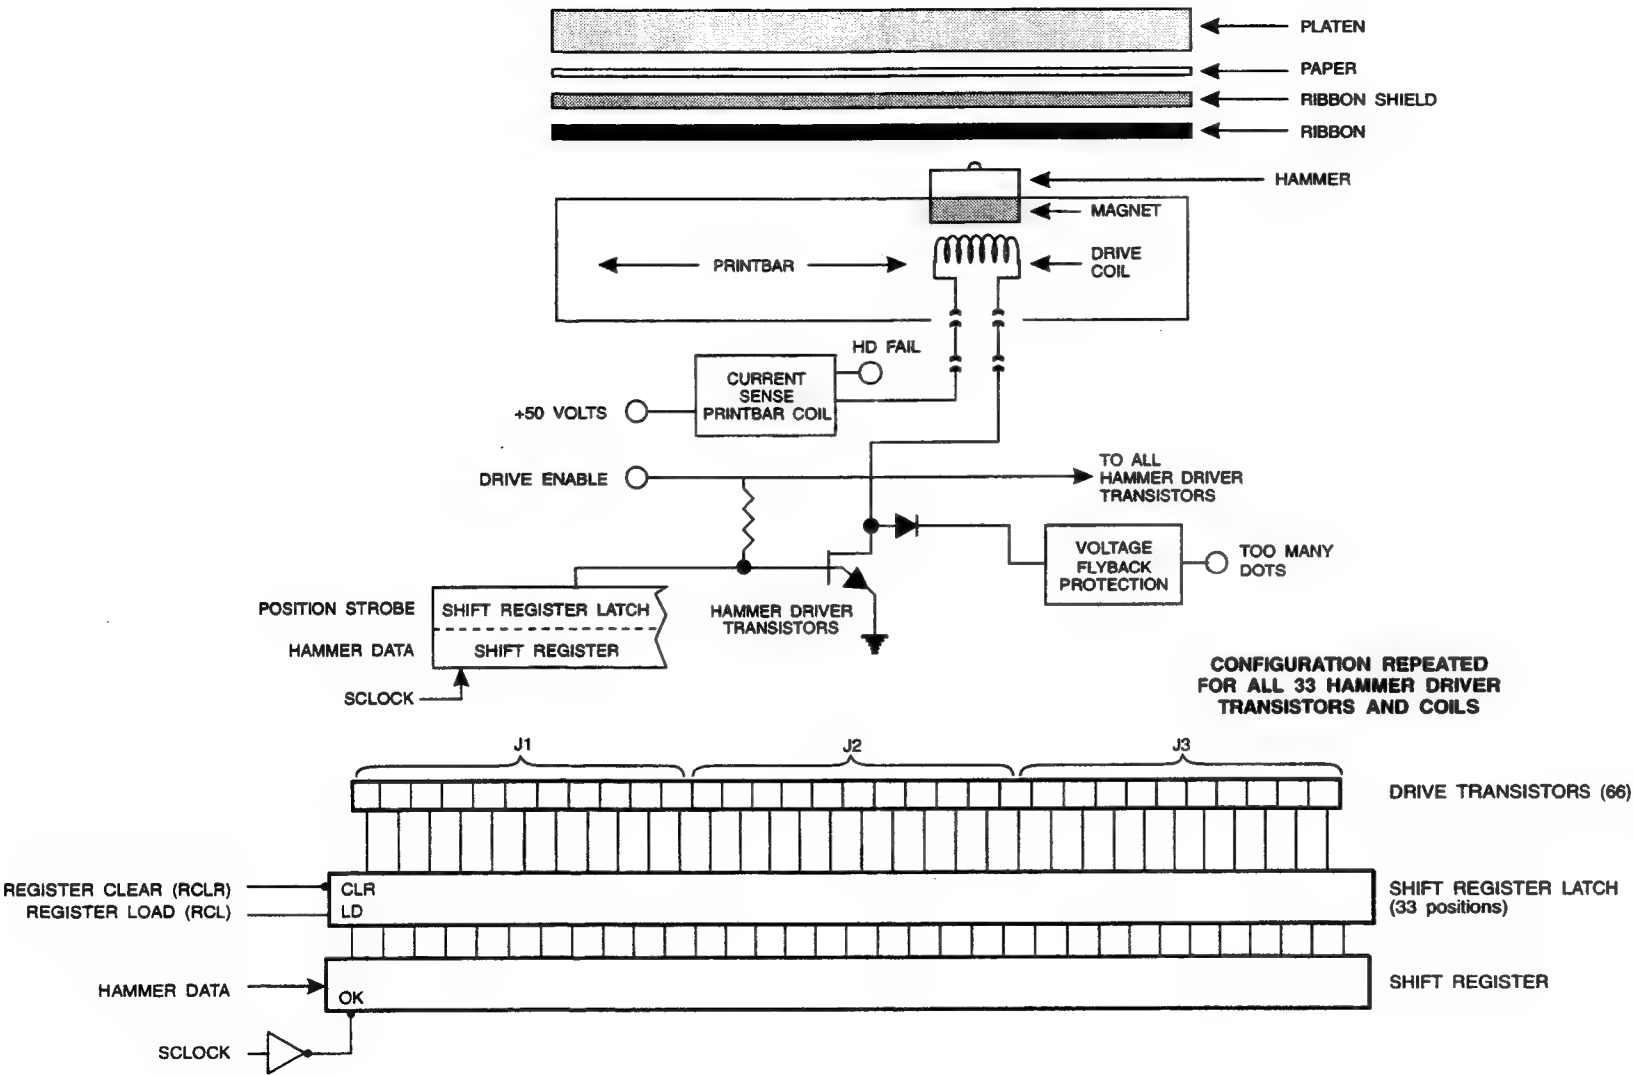 PLATEN
PAPER
RIBBON SHIELD
RIBBON
HAMMER
MAGNET
PRINTBAR
DRIVE
COIL
HD FAIL
CURRENT
SENSE
PRINTBAR COIL
+50 VOLTS
DRIVE ENABLE
TO ALL
HAMMER DRIVER
TRANSISTORS
VOLTAGE
FLYBACK
PROTECTION
TOO MANY
DOTS
POSITION STROBE
SHIFT REGISTER LATCH
HAMMER DRIVER
TRANSISTORS
HAMMER DATA
SHIFT REGISTER
SCLOCK
CONFIGURATION REPEATED
FOR ALL 33 HAMMER DRIVER
TRANSISTORS AND COILS
J1
J2
J3
DRIVE TRANSISTORS (66)
REGISTER CLEAR (RCLR)
CLR
SHIFT REGISTER LATCH
(33 positions)
REGISTER LOAD (RCL)
LD
HAMMER DATA
OK
SHIFT REGISTER
SCLOCK